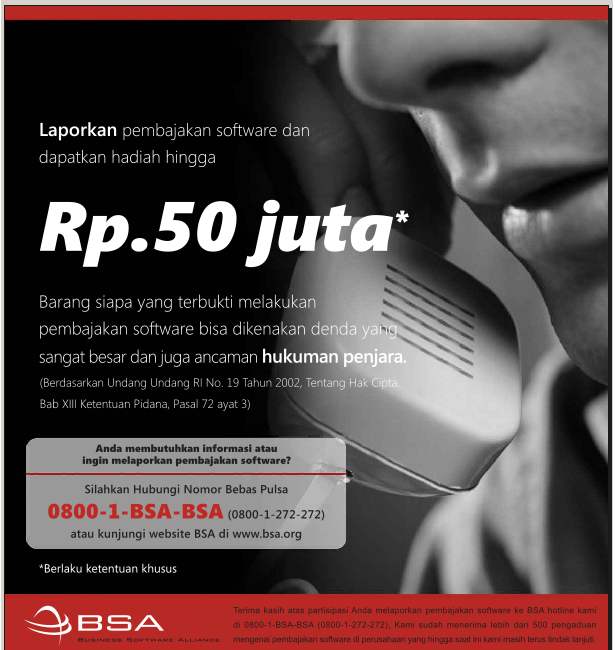 Laporkan pembajakan software dan
dapatkan hadiah hingga
Rp.50 juta*
Barang siapa yang terbukti melakukan
pembajakan software bisa dikenakan denda yang
sangat besar dan juga ancaman hukuman penjara.
(Berdasarkan Undang Undang RI No. 19 Tahun 2002, Tentang Hak Cipta.
Bab XIII Ketentuan Pidana, Pasal 72 ayat 3)
Anda membutuhkan informasi atau
ingin melaporkan pembajakan software?
Silahkan Hubungi Nomor Bebas Pulsa
0800-1-BSA-BSA (0800-1-272-272)
atau kunjungi website BSA di www.bsa.org
*Berlaku ketentuan khusus
BSA
BUSINESS SOFTWARE ALLIANCE
Terima kasih atas partisipasi Anda melaporkan pembajakan software ke BSA hotline kami
di 0800-1-BSA-BSA (0800-1-272-272), Kami sudah menerima lebih dari 500 pengaduan
mengenai pembajakan software di perusahaan yang hingga saat ini kami masih terus tindak lanjuti.